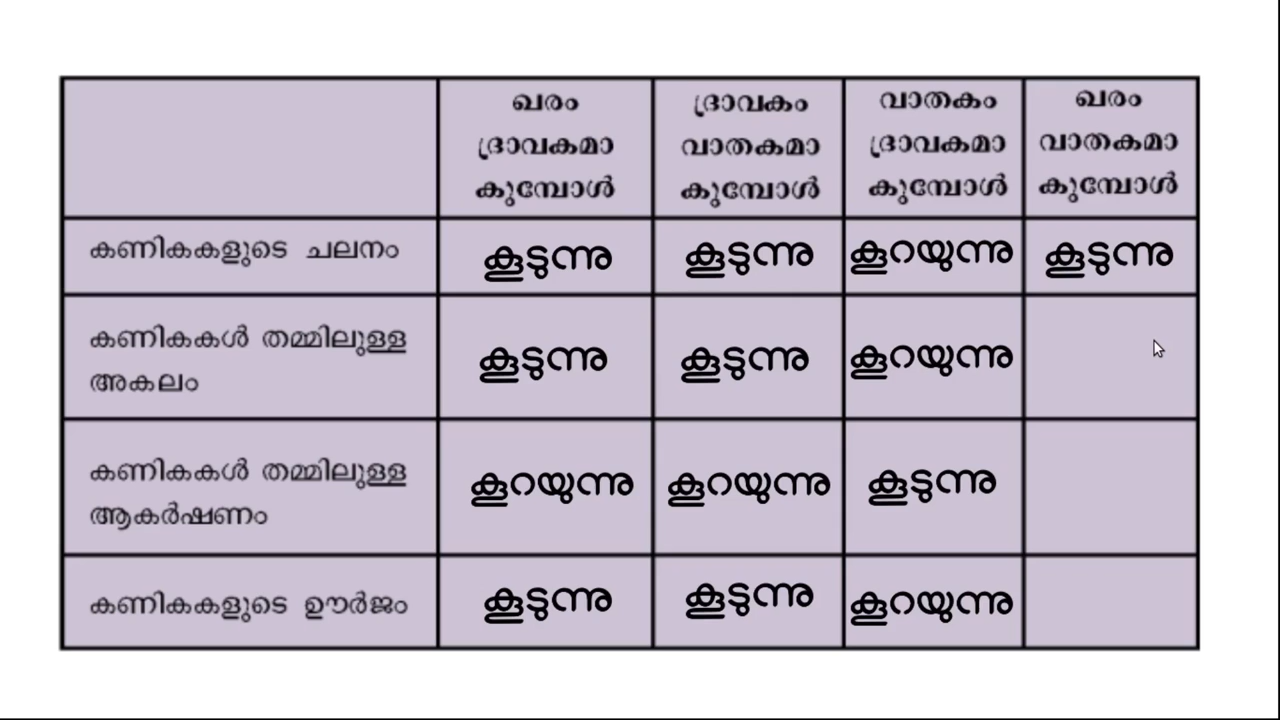 ഖരം ദ്രാവകമാ കുമ്പോൾ
ദ്രാവകം വാതകമാ കുമ്പോൾ
വാതകം ദ്രാവകമാ കുമ്പോൾ
ഖരം വാതകമാ കുമ്പോൾ
കണികകളുടെ ചലനം
കൂടുന്നു കൂടുന്നു കൂറയുന്നു കൂടുന്നു
കണികകൾ തമ്മിലുള്ള
അകലം
കൂടുന്നു കൂടുന്നു കൂറയുന്നു
കണികകൾ തമ്മിലുള്ള
ആകർഷണം
കൂറയുന്നു കൂറയുന്നു കൂടുന്നു
കണികകളുടെ ഊർജം
കൂടുന്നു കൂടുന്നു കൂറയുന്നു